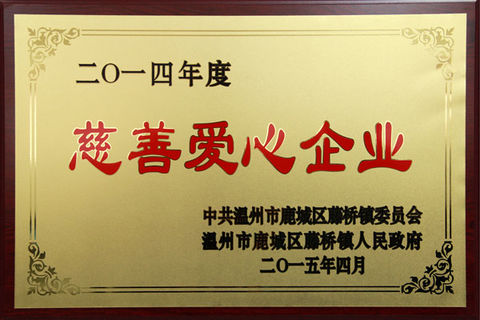 二〇一四年度
慈善爱心企业
中共温州市鹿城区藤桥镇委员会
温州市鹿城区藤桥镇人民政府
二〇一五年四月